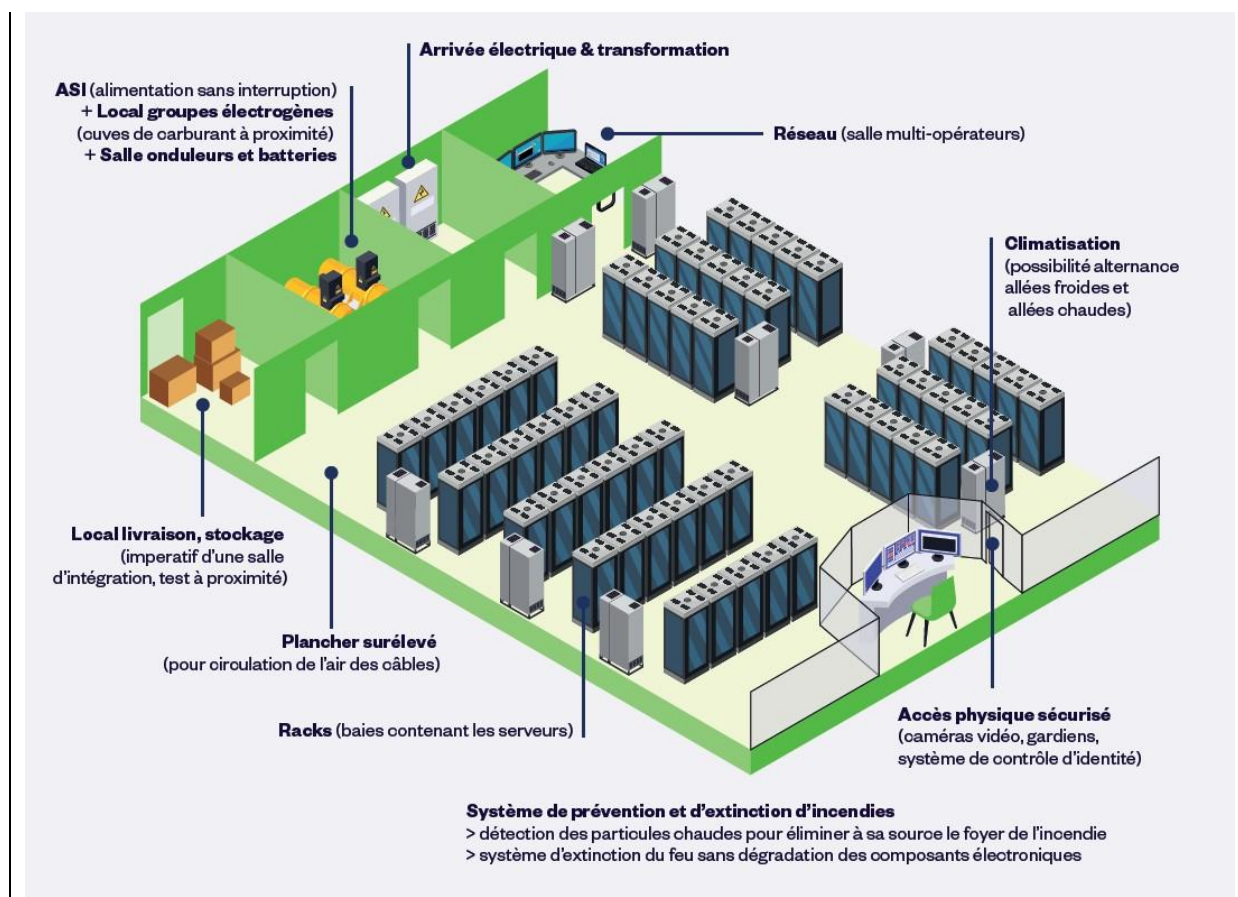 Arrivée électrique & transformation
ASI (alimentation sans interruption)
+ Local groupes électrogènes
(cuves de carburant à proximité)
+ Salle onduleurs et batteries
Réseau (salle multi-opérateurs)
Climatisation
(possibilité alternance
allées froides et
allées chaudes)
Local livraison, stockage
(imperatif d'une salle
d'intégration, test à proximité)
Plancher surélevé
(pour circulation de l'air des câbles)
Racks (baies contenant les serveurs)
Accès physique sécurisé
(caméras vidéo, gardiens,
système de contrôle d'identité)
Système de prévention et d'extinction d'incendies
> détection des particules chaudes pour éliminer à sa source le foyer de l'incendie
> système d'extinction du feu sans dégradation des composants électroniques